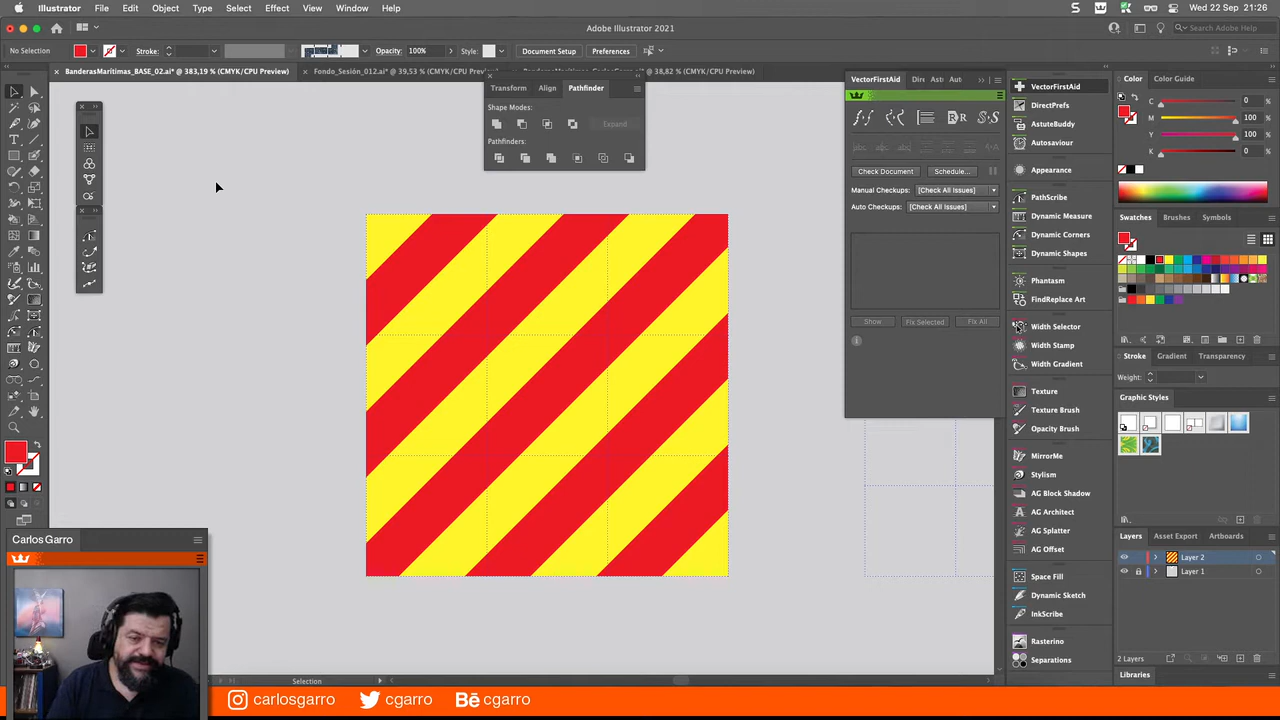 Illustrator File Edit Object Type Select Effect View Window Help
Wed 22 Sep 21:26
Adobe Illustrator 2021
Search Adobe Help
No Selection Stroke: Opacity: 100% Style: Document Setup Preferences
BanderasMaritimas_BASE_02.ai* @ 383,19 % (CMYK/CPU Preview)
Fondo_Sesión_012.ai* @ 39,53 % (CMYK/CPU Preview)
38,82 % (CMYK/CPU Preview)
Transform Align Pathfinder
Shape Modes:
Expand
Pathfinders:
VectorFirstAid
Check Document Schedule...
Manual Checkups: [Check All Issues]
Auto Checkups: [Check All Issues]
Show Fix Selected Fix All
VectorFirstAid
DirectPrefs
AstuteBuddy
Autosaviour
Appearance
PathScribe
Dynamic Measure
Dynamic Corners
Dynamic Shapes
Phantasm
FindReplace Art
Width Selector
Width Stamp
Width Gradient
Texture
Texture Brush
Opacity Brush
MirrorMe
Stylism
AG Block Shadow
AG Architect
AG Splatter
AG Offset
Space Fill
Dynamic Sketch
InkScribe
Rasterino
Separations
Color Color Guide
C 0 %
M 100 %
Y 100 %
K 0 %
Swatches Brushes Symbols
Stroke Gradient Transparency
Weight:
Graphic Styles
Layers Asset Export Artboards
Layer 2
Layer 1
2 Layers
Libraries
Selection
Carlos Garro
carlosgarro cgarro Bē cgarro